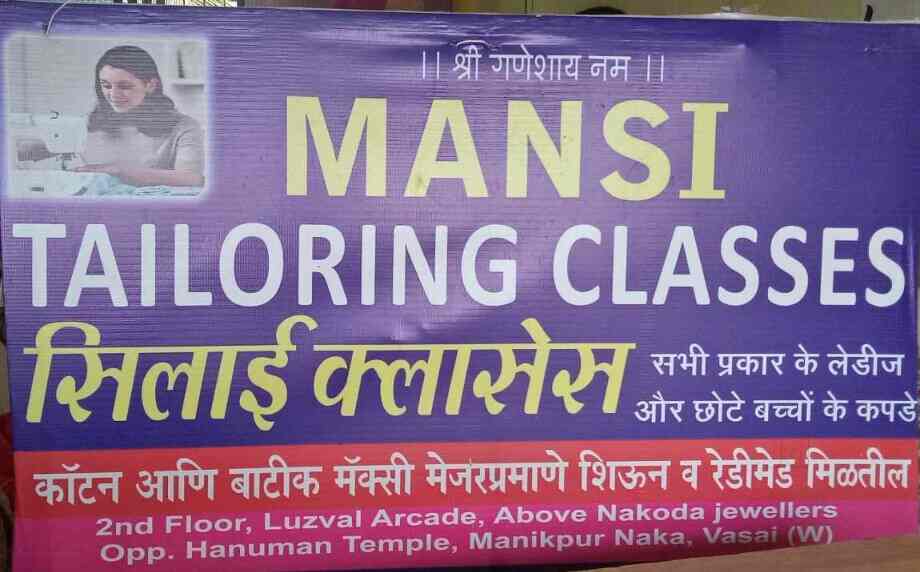 ।। श्री गणेशाय नम ।।
MANSI
TAILORING CLASSES
सिलाई क्लासेस
सभी प्रकार के लेडीज
और छोटे बच्चों के कपडे
कॉटन आणि बाटीक मॅक्सी मेजरप्रमाणे शिऊन व रेडीमेड मिळतील
2nd Floor, Luzval Arcade, Above Nakoda jewellers
Opp. Hanuman Temple, Manikpur Naka, Vasai (W)